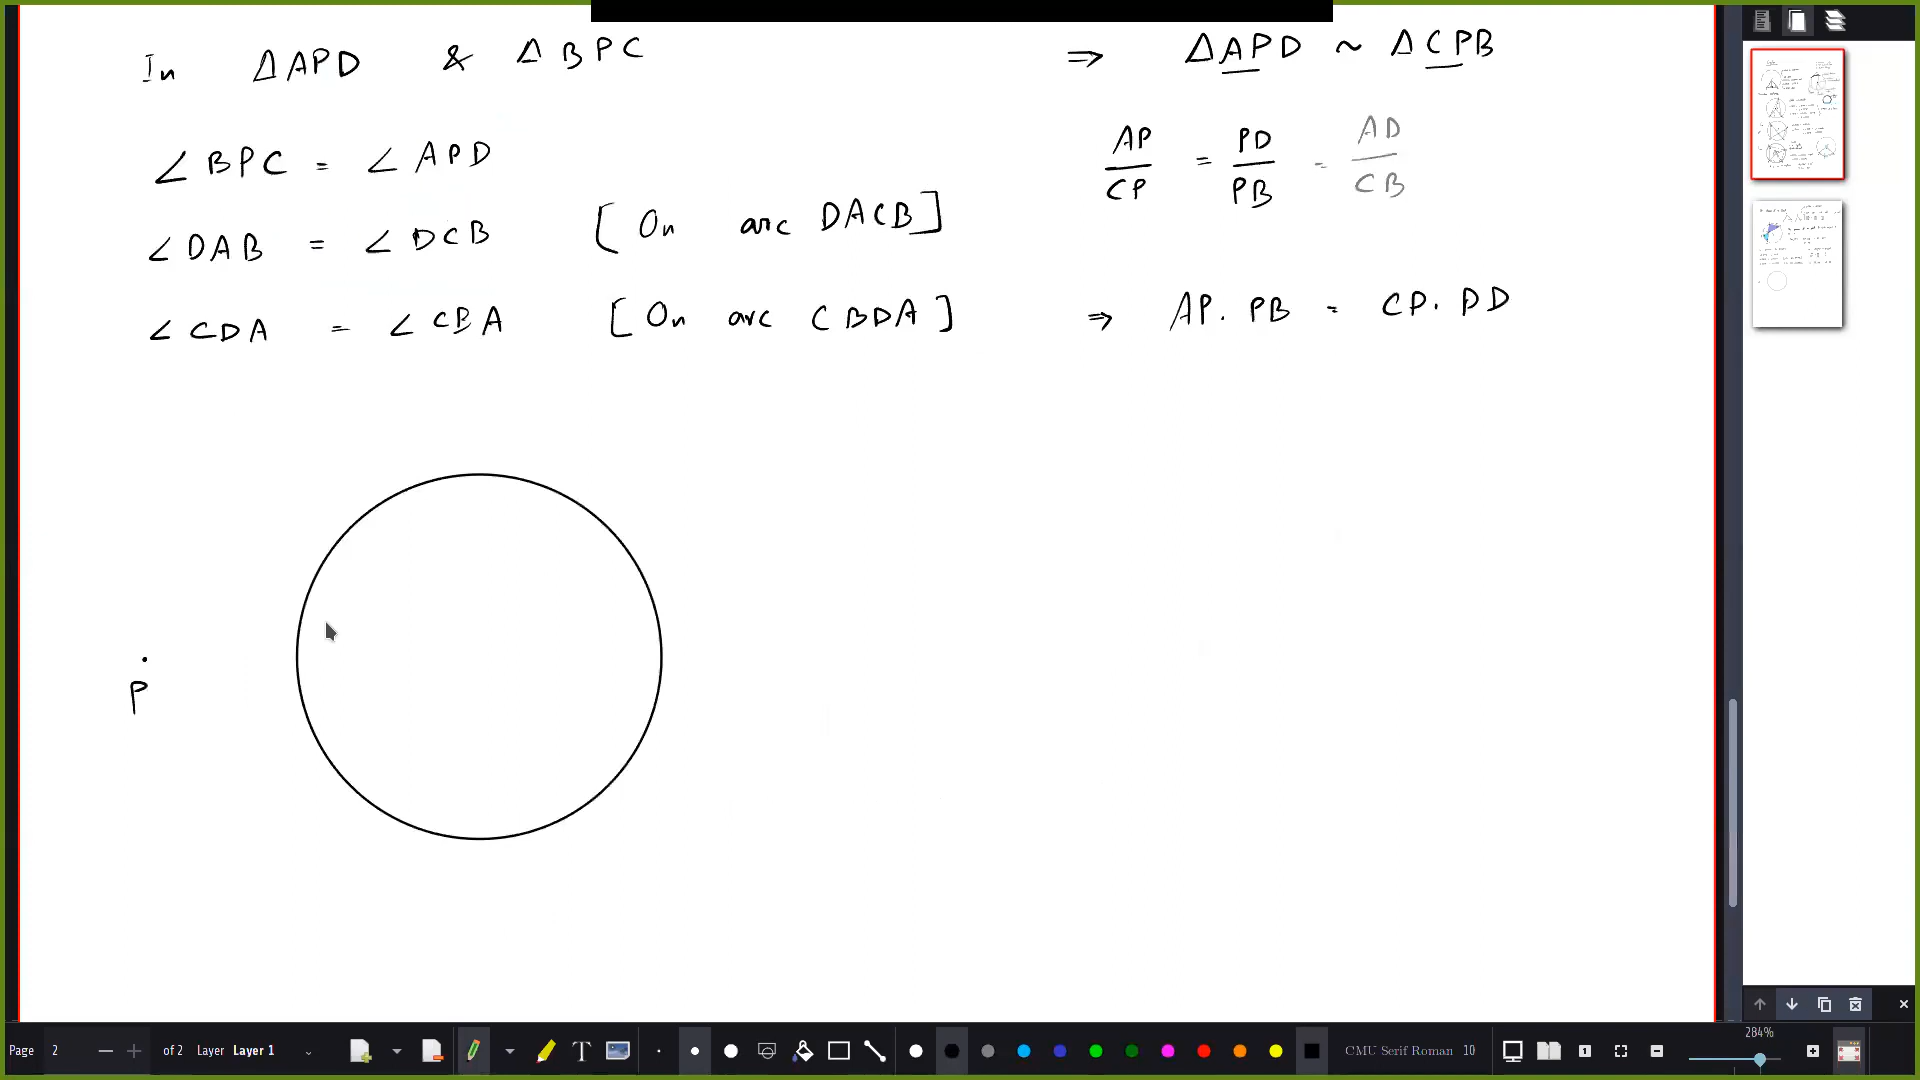 In ΔAPD & ΔBPC
∠BPC = ∠APD
∠DAB = ∠DCB [On arc DACB]
∠CDA = ∠CBA [On arc CBDA]
⇒ ΔAPD ~ ΔCPB
AP/CP = PD/PB = AD/CB
⇒ AP. PB = CP. PD
P
284%
Page 2 of 2 Layer Layer 1 CMU Serif Roman 10